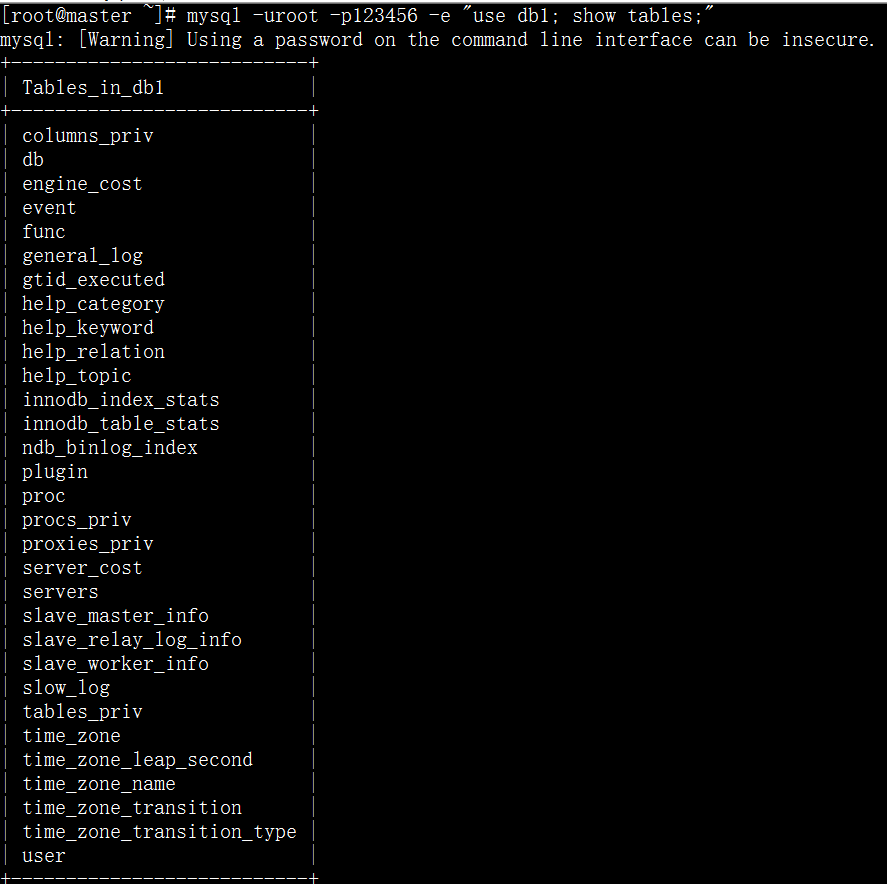 [root@master ~]# mysql -uroot -p123456 -e "use db1; show tables;"
mysql: [Warning] Using a password on the command line interface can be insecure.
+---------------------------+
| Tables_in_db1             |
+---------------------------+
| columns_priv              |
| db                        |
| engine_cost               |
| event                     |
| func                      |
| general_log               |
| gtid_executed             |
| help_category             |
| help_keyword              |
| help_relation             |
| help_topic                |
| innodb_index_stats        |
| innodb_table_stats        |
| ndb_binlog_index          |
| plugin                    |
| proc                      |
| procs_priv                |
| proxies_priv              |
| server_cost               |
| servers                   |
| slave_master_info         |
| slave_relay_log_info      |
| slave_worker_info         |
| slow_log                  |
| tables_priv               |
| time_zone                 |
| time_zone_leap_second     |
| time_zone_name            |
| time_zone_transition      |
| time_zone_transition_type |
| user                      |
+---------------------------+